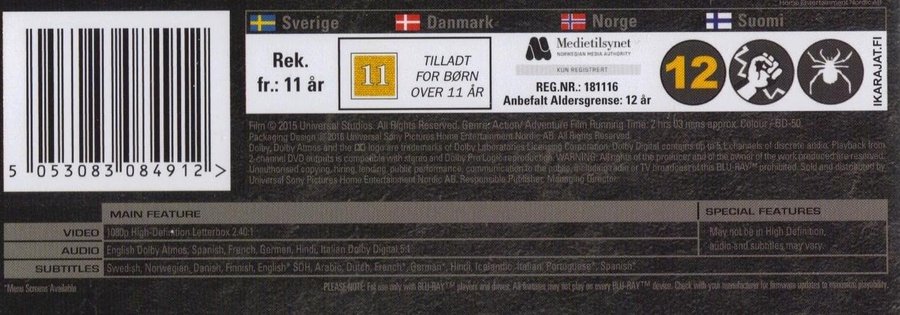 Home Entertainment Nordic AB
Sverige Danmark Norge Suomi
Rek.
fr.: 11 år
11
TILLADT
FOR BØRN
OVER 11 ÅR
Medietilsynet
NORWEGIAN MEDIA AUTHORITY
KUN REGISTRERT
REG.NR.: 181116
Anbefalt Aldersgrense: 12 år
12
IKARAJAT.FI
5 053083 084912 >
Film © 2015 Universal Studios. All Rights Reserved. Genre: Action/ Adventure Film Running Time: 2 hrs 03 mins approx. Colour / BD-50.
Packaging Design © 2016 Universal Sony Pictures Home Entertainment Nordic AB. All Rights Reserved.
Dolby, Dolby Atmos and the logo are trademark of Dolby Laboratories Licensing Corporation. Dolby Digital contains up to 5.1 channels of discrete audio. Playback from
2-channel DVD outputs is compatible with stereo and Dolby Pro Logic reproduction. WARNING: All rights of the producer and of the owner of the work produced are reserved.
Unauthorised copying, hiring, lending, public performance, communication to the public, including radio or TV broadcast of this BLU-RAY™ prohibited. Sold and distributed by
Universal Sony Pictures Home Entertainment Nordic AB. Responsible Publisher: Managing Director.
MAIN FEATURE SPECIAL FEATURES
VIDEO 1080p High-Definition Letterbox 2.40:1 May not be in High Definition,
AUDIO English Dolby Atmos, Spanish, French, German, Hindi, Italian Dolby Digital 5.1 audio and subtitles may vary.
SUBTITLES Swedish, Norwegian, Danish, Finnish, English* SDH, Arabic, Dutch, French*, German*, Hindi, Icelandic, Italian, Portuguese*, Spanish*
*Menu Screens Available
PLEASE NOTE: For use only with BLU-RAY™ players and drives. All features may not play on every BLU-RAY™ device. Check with your manufacturer for firmware updates to maximise playability.